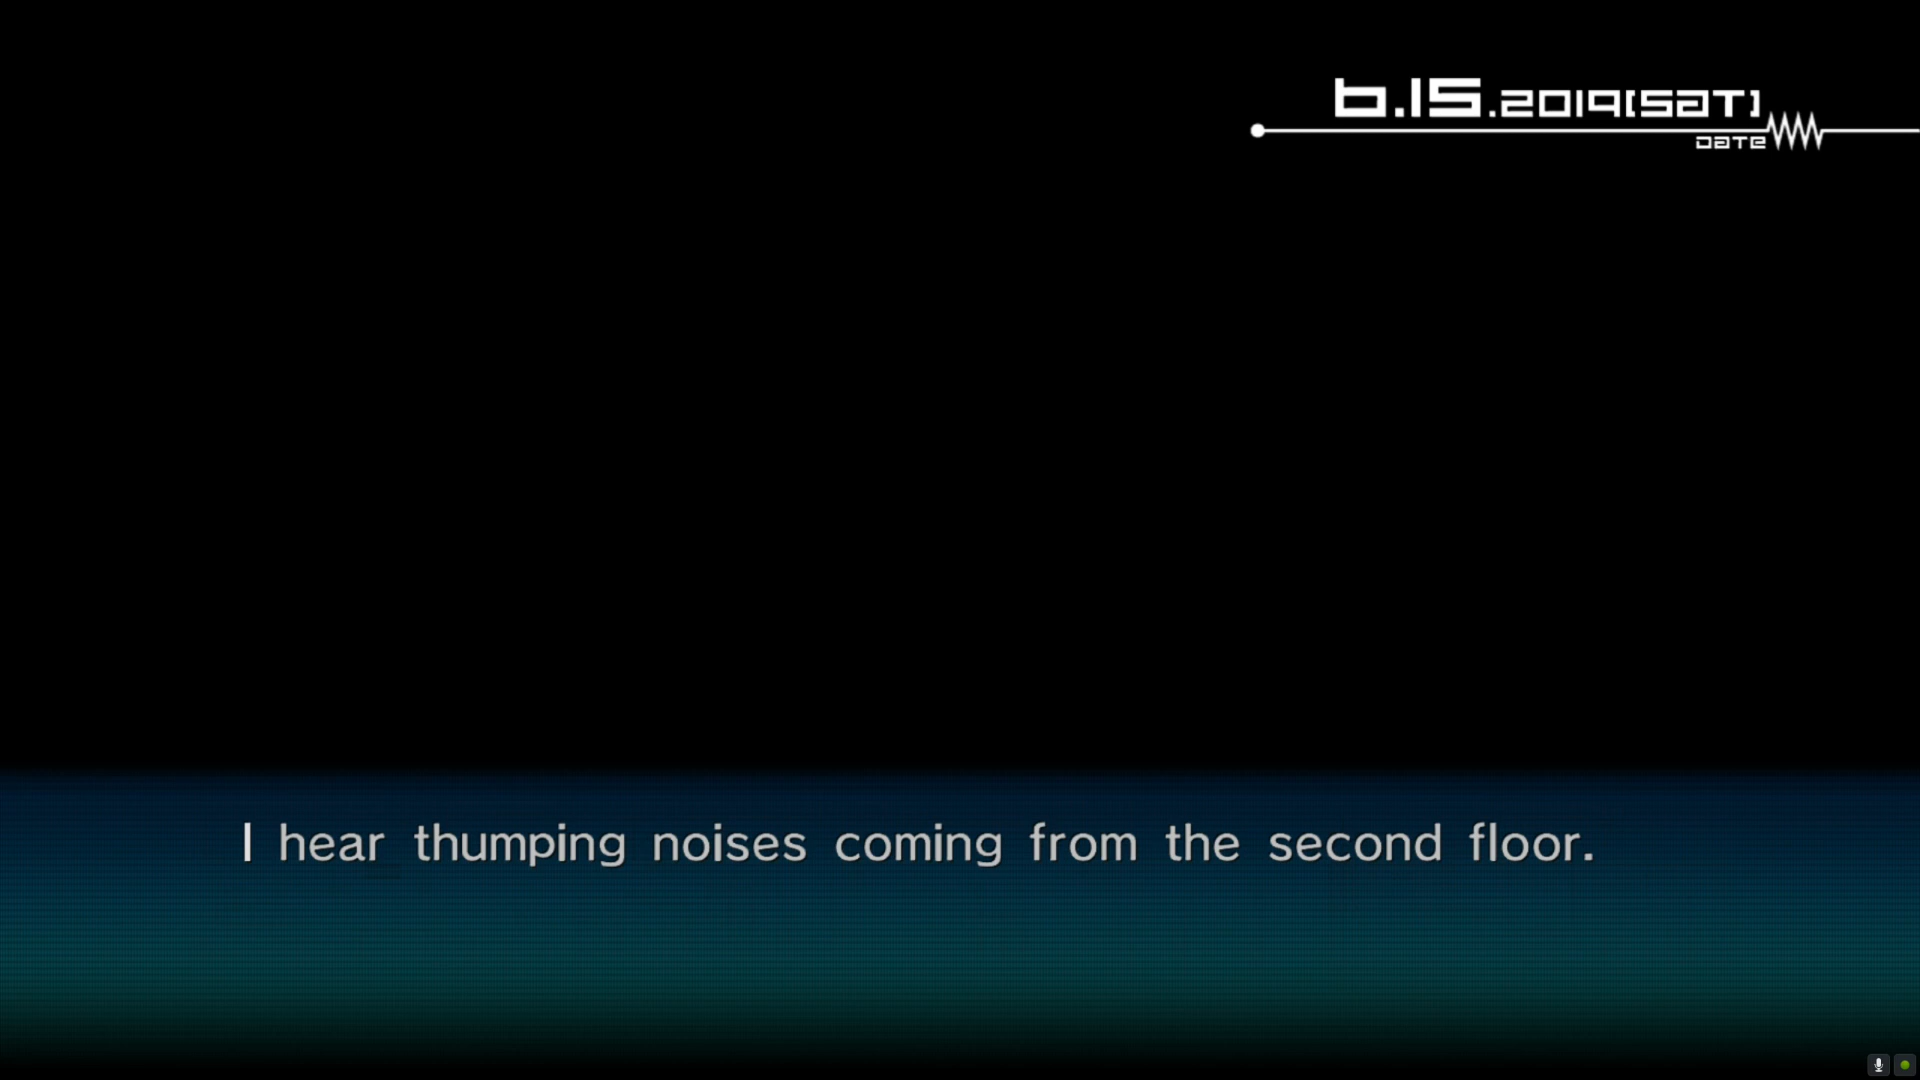 6.15.2019[SAT]
DATE
I hear thumping noises coming from the second floor.